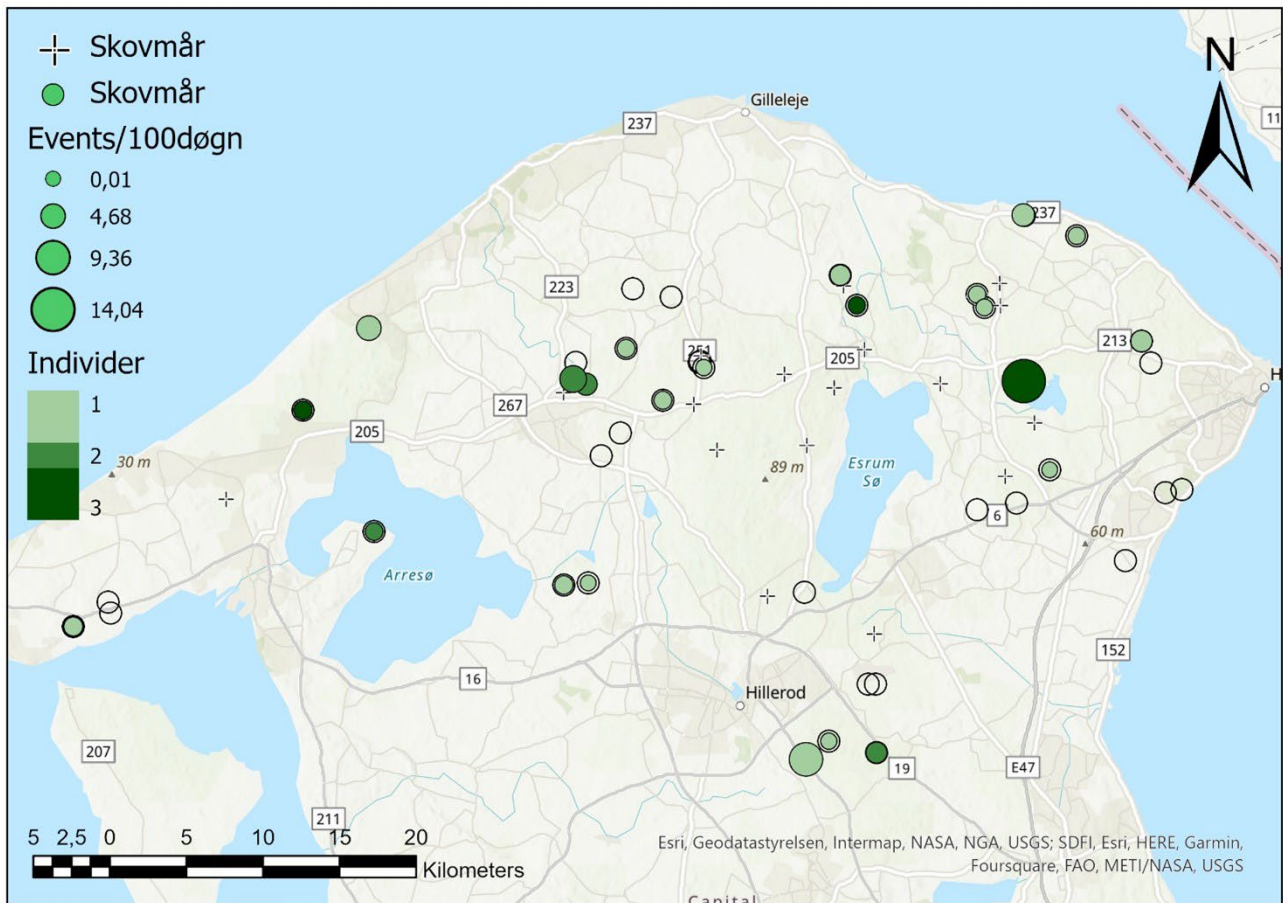 Skovmår
Skovmår
Events/100døgn
0,01
4,68
9,36
14,04
Individer
1
2
3
N
11
Gilleleje
237
237
223
251
205
213
H
267
205
30 m
89 m
Esrum
Sø
6
60 m
Arresø
152
16
Hillerod
207
19
E47
211
5 2,5 0 5 10 15 20
Kilometers
Esri, Geodatastyrelsen, Intermap, NASA, NGA, USGS; SDFI, Esri, HERE, Garmin,
Foursquare, FAO, METI/NASA, USGS
Capital